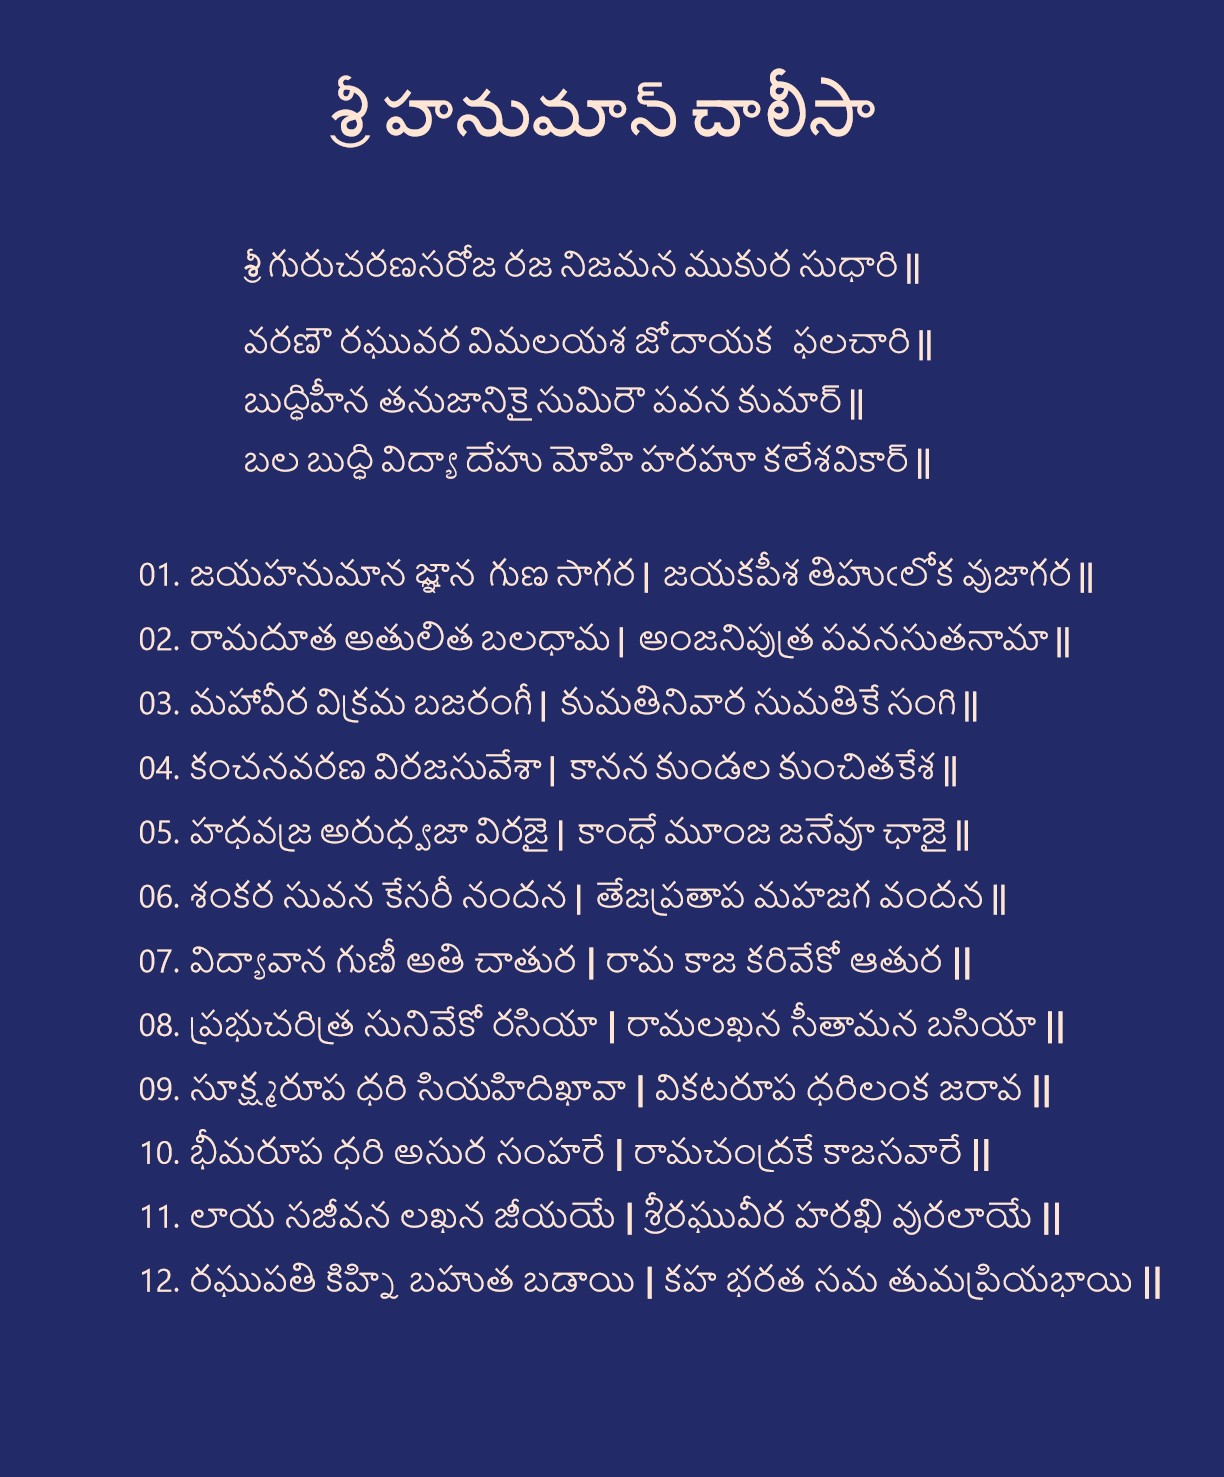 శ్రీ హనుమాన్ చాలీసా
శ్రీ గురుచరణసరోజ రజ నిజమన ముకుర సుధారి ||
వరణౌ రఘువర విమలయశ జోదాయక ఫలచారి ||
బుద్ధిహీన తనుజానికై సుమిరౌ పవన కుమార్ ||
బల బుద్ధి విద్యా దేహు మోహి హరహూ కలేశవికార్ ||
01. జయహనుమాన జ్ఞాన గుణ సాగర | జయకపీశ తిహుఁలోక వుజాగర ||
02. రామదూత అతులిత బలధామ | అంజనిపుత్ర పవనసుతనామా ||
03. మహావీర విక్రమ బజరంగీ | కుమతినివార సుమతికే సంగి ||
04. కంచనవరణ విరజసువేశా | కానన కుండల కుంచితకేశ ||
05. హధవజ్ర అరుధ్వజా విరజై | కాంధే మూంజ జనేవూ ఛాజై ||
06. శంకర సువన కేసరీ నందన | తేజప్రతాప మహజగ వందన ||
07. విద్యావాన గుణీ అతి చాతుర | రామ కాజ కరివేకో ఆతుర ||
08. ప్రభుచరిత్ర సునివేకో రసియా | రామలఖన సీతామన బసియా ||
09. సూక్ష్మరూప ధరి సియహిదిఖావా | వికటరూప ధరిలంక జరావ ||
10. భీమరూప ధరి అసుర సంహరే | రామచంద్రకే కాజసవారే ||
11. లాయ సజీవన లఖన జీయయే | శ్రీరఘువీర హరఖి వురలాయే ||
12. రఘుపతి కిహ్ని బహుత బడాయి | కహ భరత సమ తుమప్రియభాయి ||